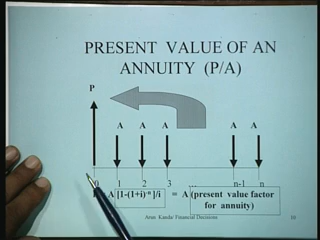 PRESENT VALUE OF AN
ANNUITY (P/A)
P
A A A A A
0 1 2 3 n-1 n
A [1-(1+i)-n ]/i = A (present value factor
for annuity)
Arun Kanda/ Financial Decisions 10